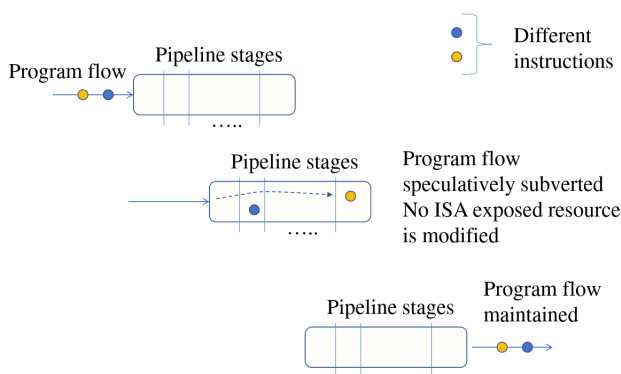 Different
instructions
Pipeline stages
Program flow
.....
Pipeline stages
.....
Program flow
speculatively subverted
No ISA exposed resource
is modified
Pipeline stages
Program flow
maintained